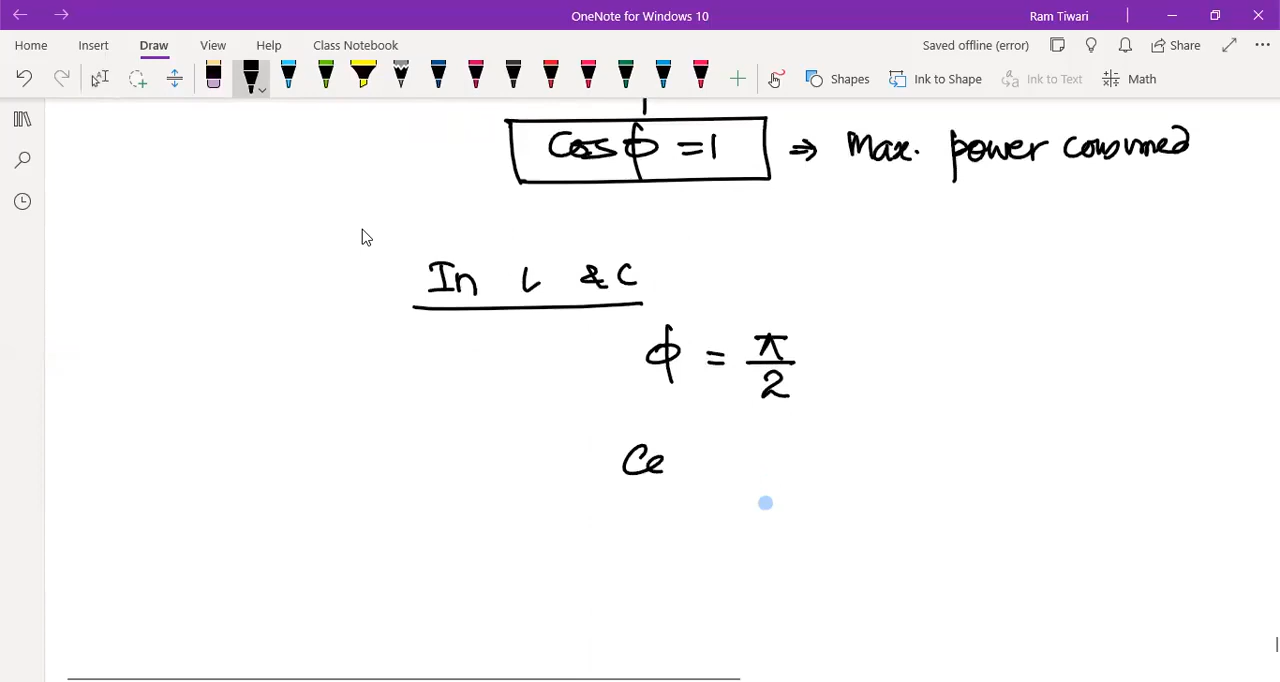 OneNote for Windows 10
Ram Tiwari
Home Insert Draw View Help Class Notebook
Saved offline (error) Share
Shapes Ink to Shape Ink to Text Math
Cos ϕ = 1 ⇒ Max. power consumed
In L & C
ϕ = π/2
Co